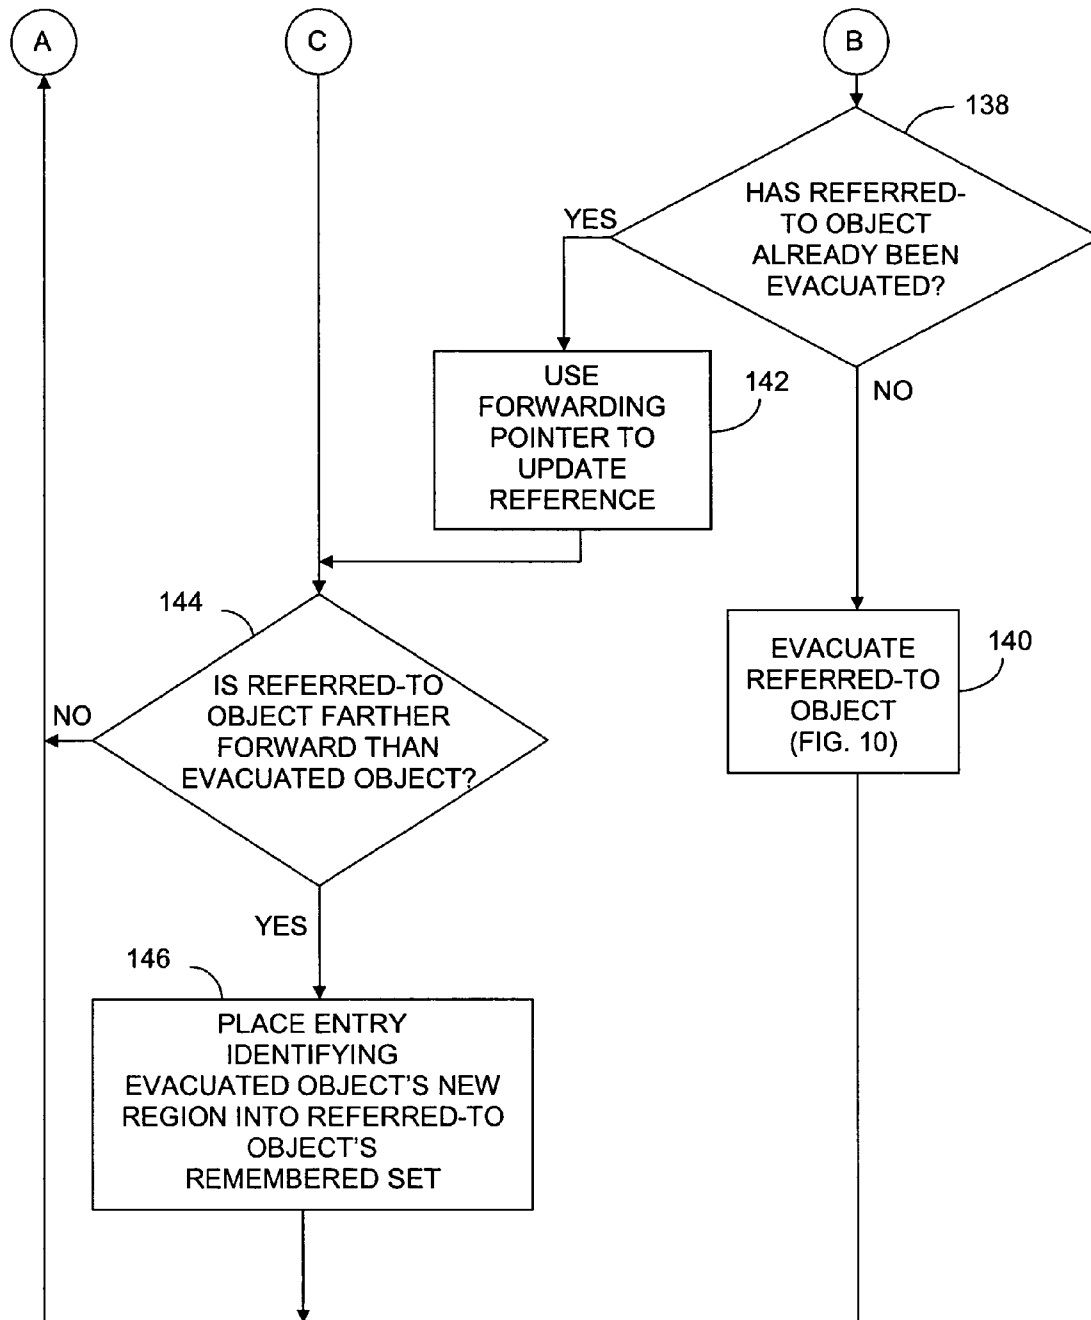 A
C
B
138
HAS REFERRED-
TO OBJECT
ALREADY BEEN
EVACUATED?
YES
NO
USE
FORWARDING
POINTER TO
UPDATE
REFERENCE
142
144
IS REFERRED-TO
OBJECT FARTHER
FORWARD THAN
EVACUATED OBJECT?
NO
YES
EVACUATE
REFERRED-TO
OBJECT
(FIG. 10)
140
146
PLACE ENTRY
IDENTIFYING
EVACUATED OBJECT'S NEW
REGION INTO REFERRED-TO
OBJECT'S
REMEMBERED SET